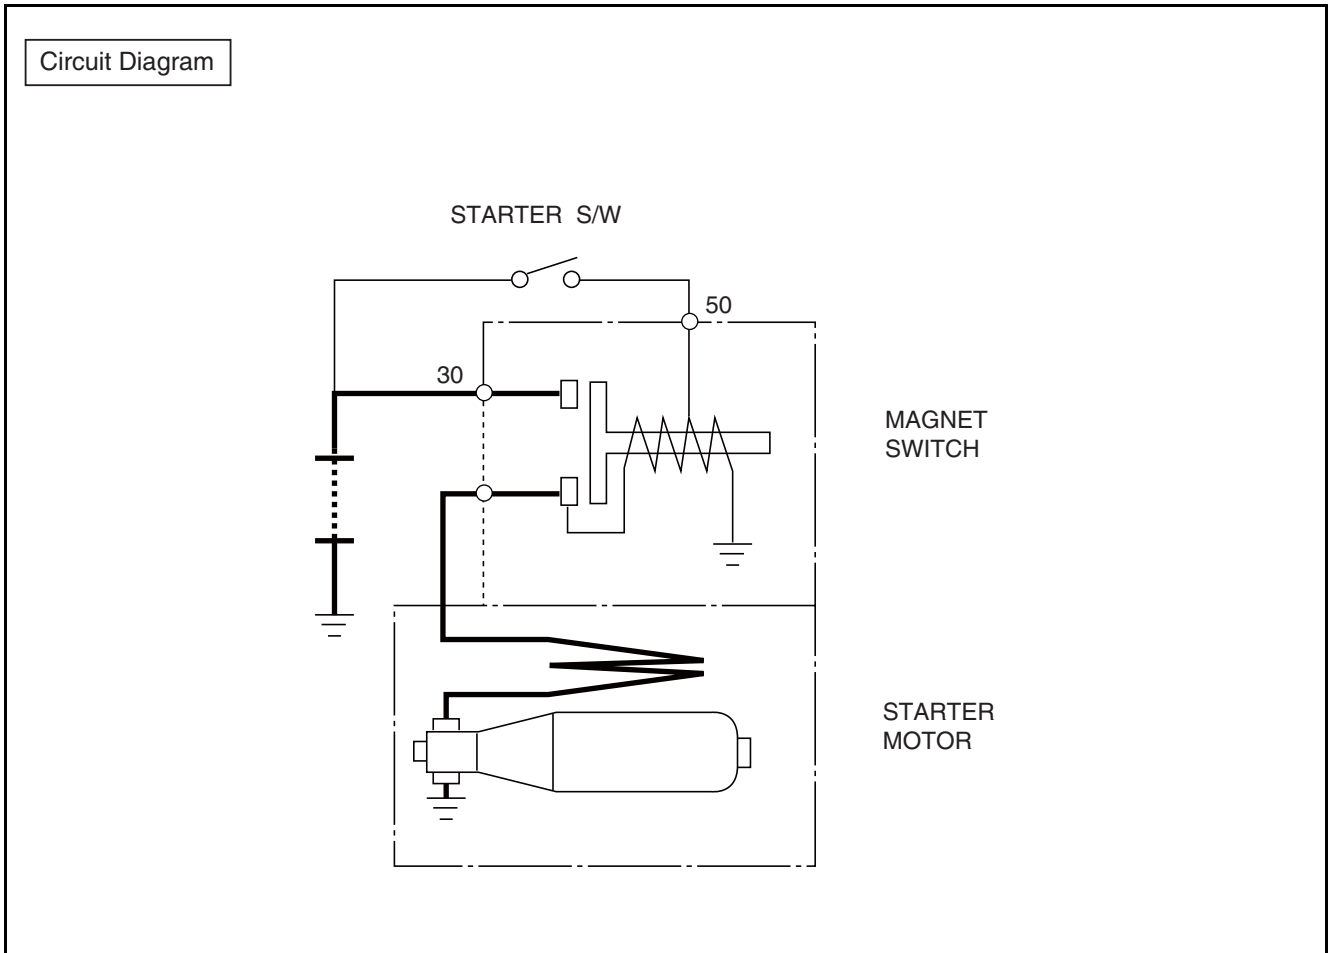 Circuit Diagram
STARTER S/W
50
30
MAGNET
SWITCH
STARTER
MOTOR